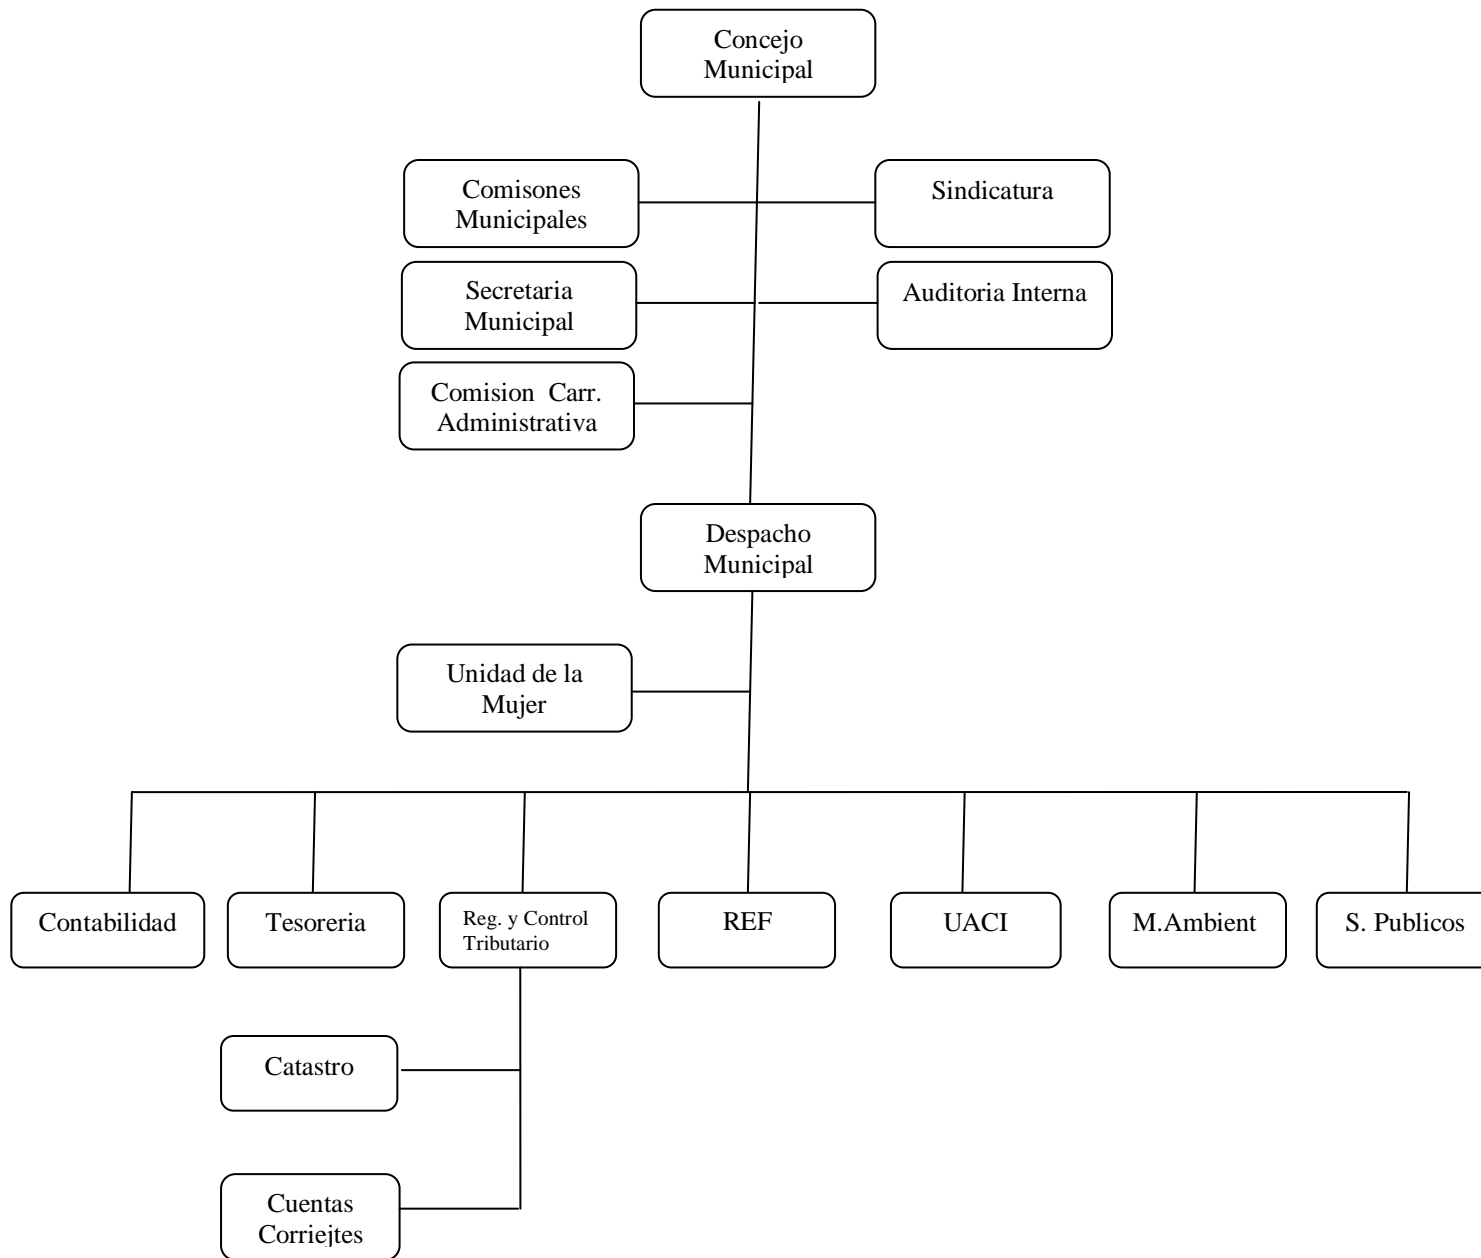 Concejo
Municipal
Comisones
Municipales
Sindicatura
Secretaria
Municipal
Auditoria Interna
Comision Carr.
Administrativa
Despacho
Municipal
Unidad de la
Mujer
Contabilidad
Tesoreria
Reg. y Control
Tributario
REF
UACI
M.Ambient
S. Publicos
Catastro
Cuentas
Corriejtes